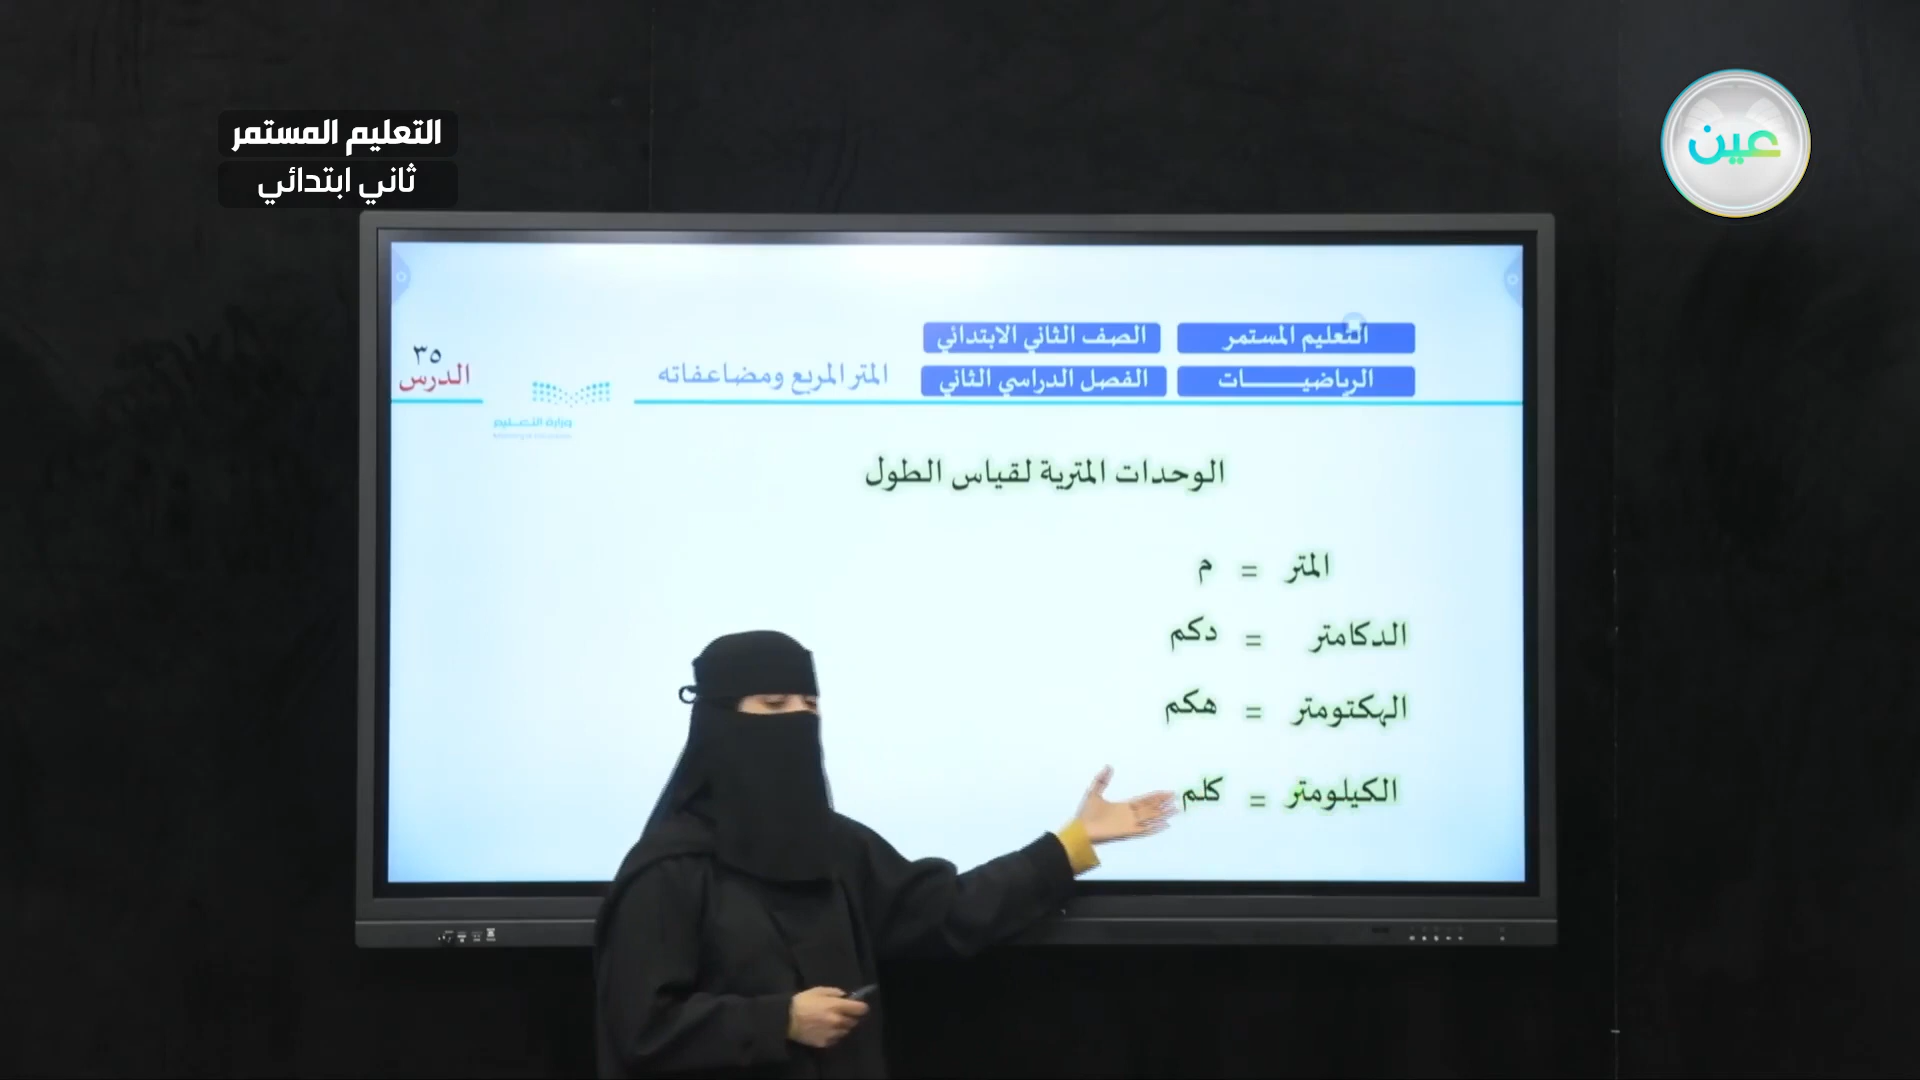 التعليم المستمر
ثاني ابتدائي
عين
التعليم المستمر
الصف الثاني الابتدائي
الرياضيـــــــات
الفصل الدراسي الثاني
المتر المربع ومضاعفاته
٣٥
الدرس
وزارة التعليم
الوحدات المترية لقياس الطول
المتر = م
الدكامتر = دكم
الهكتومتر = هكم
الكيلومتر = كلم